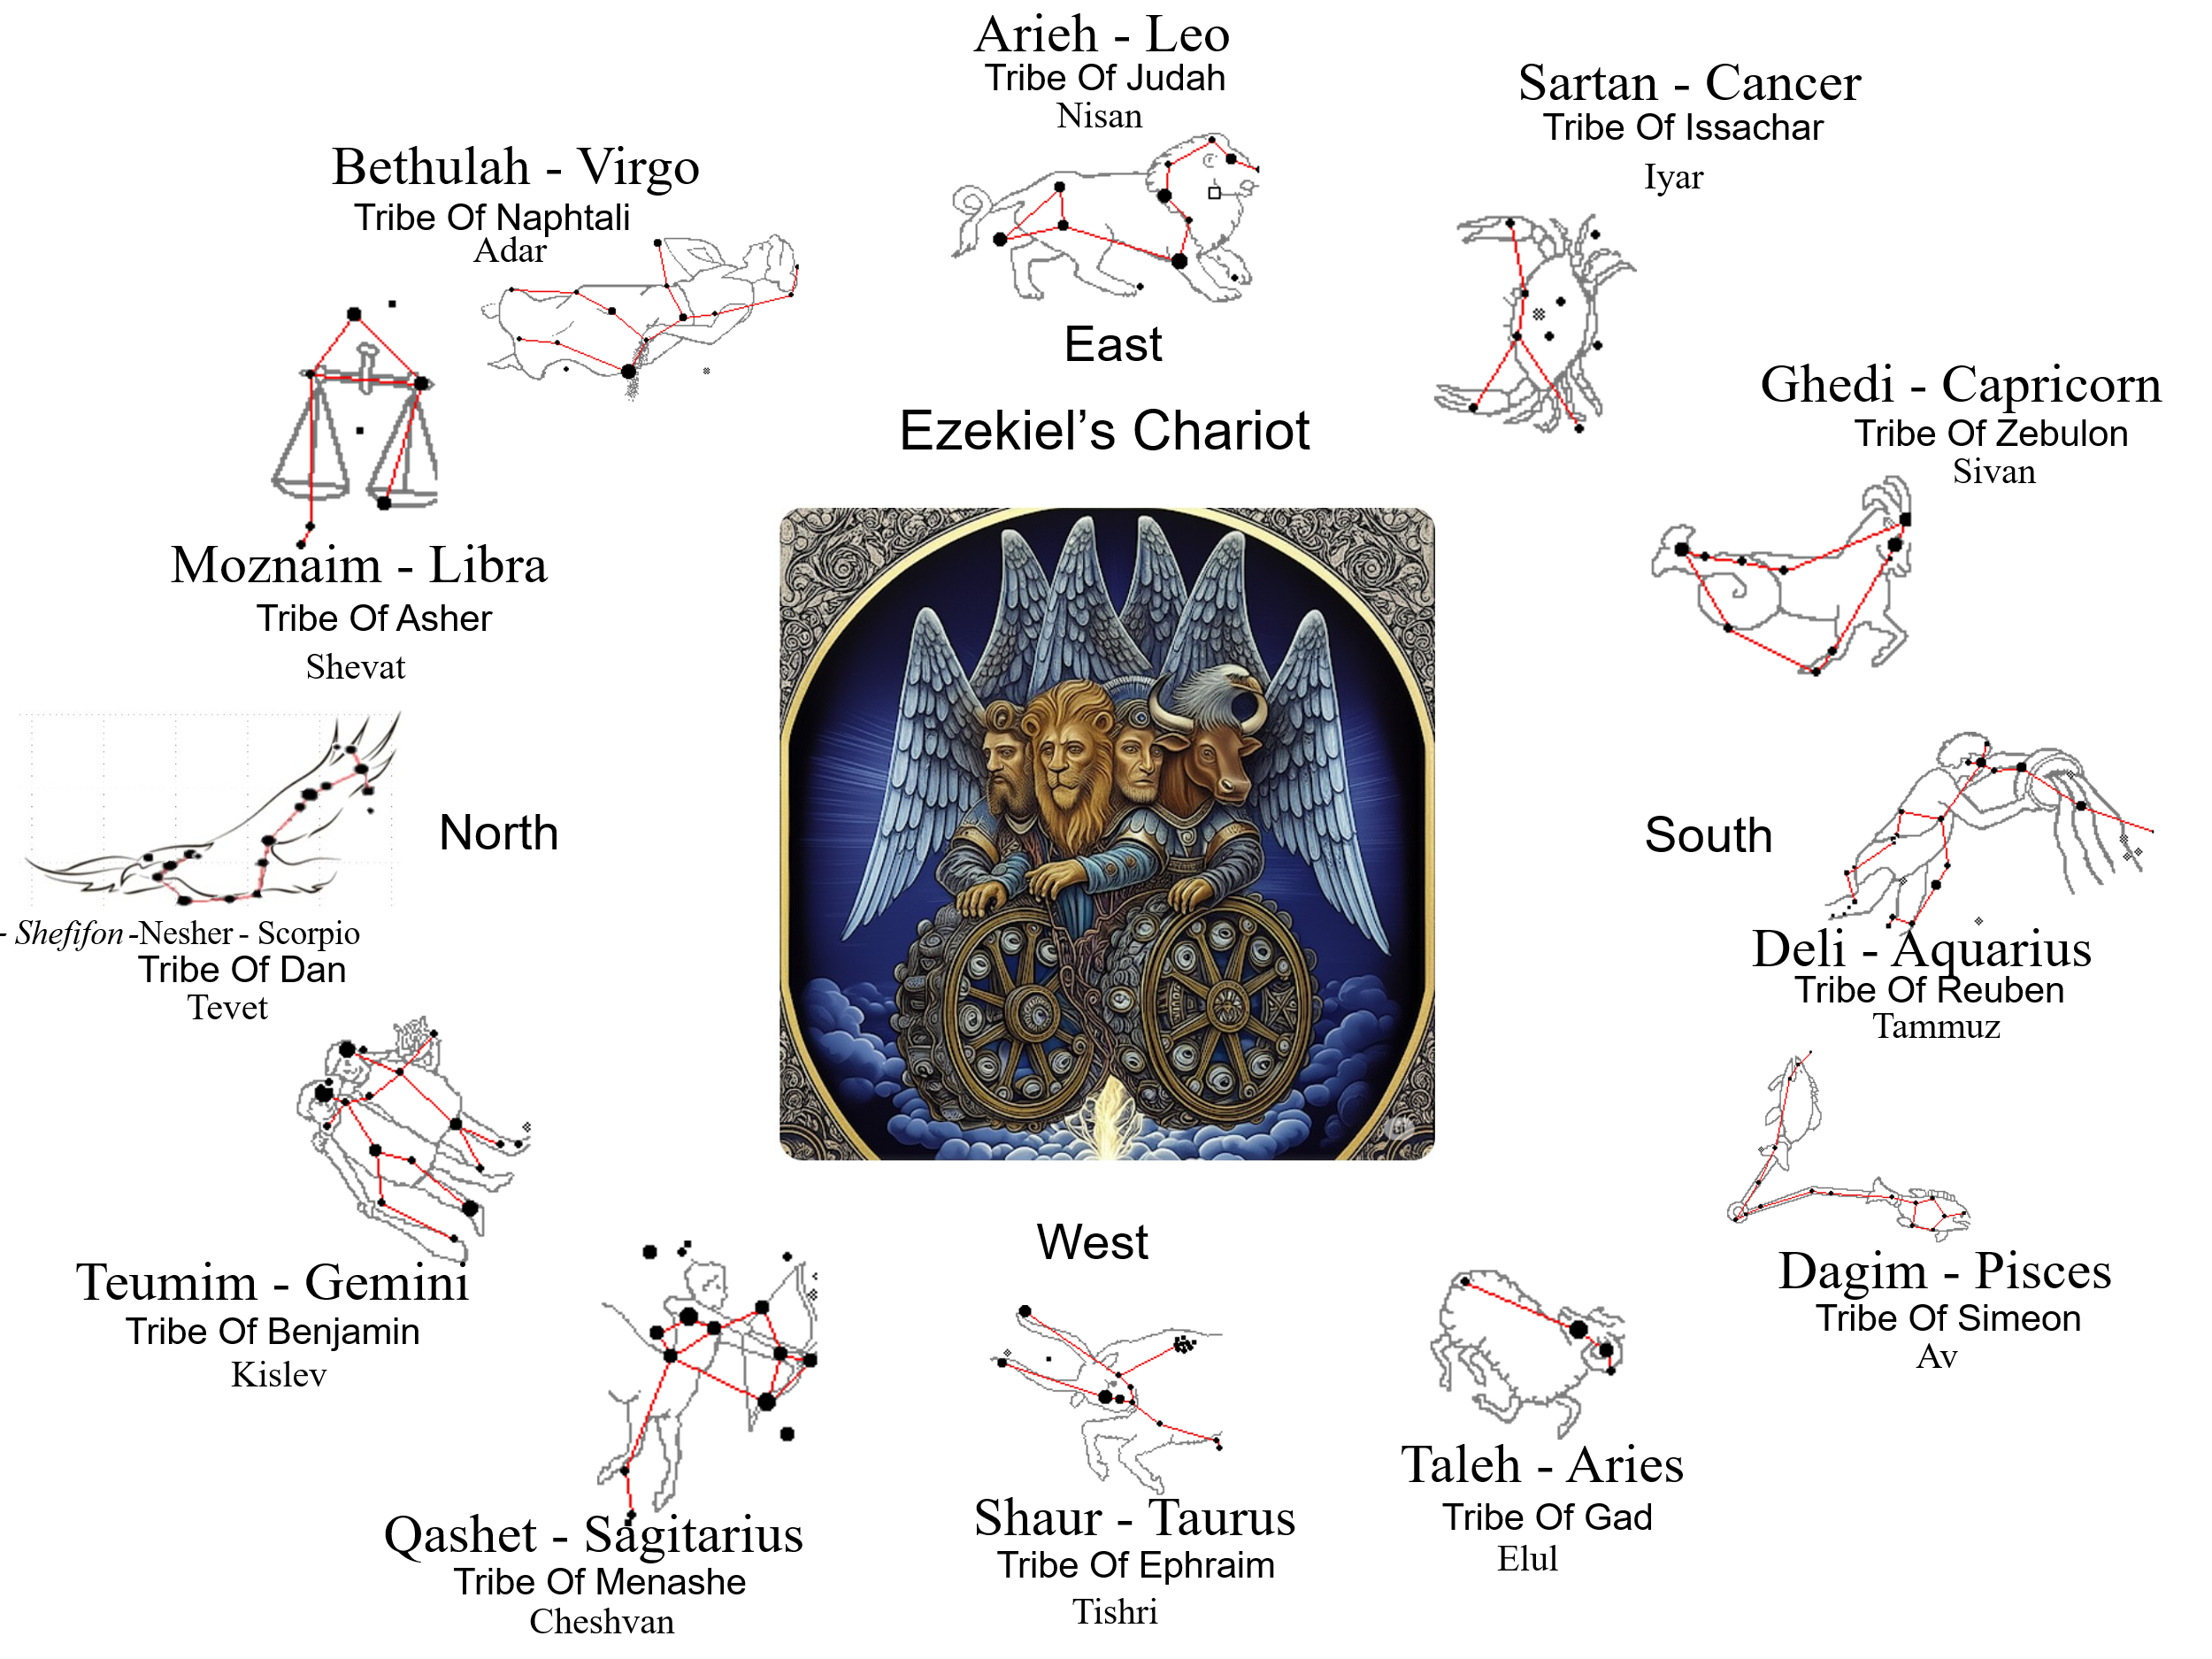 Arieh - Leo
Tribe Of Judah
Nisan
Sartan - Cancer
Tribe Of Issachar
Iyar
Bethulah - Virgo
Tribe Of Naphtali
Adar
East
Ezekiel’s Chariot
Ghedi - Capricorn
Tribe Of Zebulon
Sivan
Moznaim - Libra
Tribe Of Asher
Shevat
North
South
- Shefifon -Nesher - Scorpio
Tribe Of Dan
Tevet
Deli - Aquarius
Tribe Of Reuben
Tammuz
West
Teumim - Gemini
Tribe Of Benjamin
Kislev
Dagim - Pisces
Tribe Of Simeon
Av
Qashet - Sagitarius
Tribe Of Menashe
Cheshvan
Shaur - Taurus
Tribe Of Ephraim
Tishri
Taleh - Aries
Tribe Of Gad
Elul